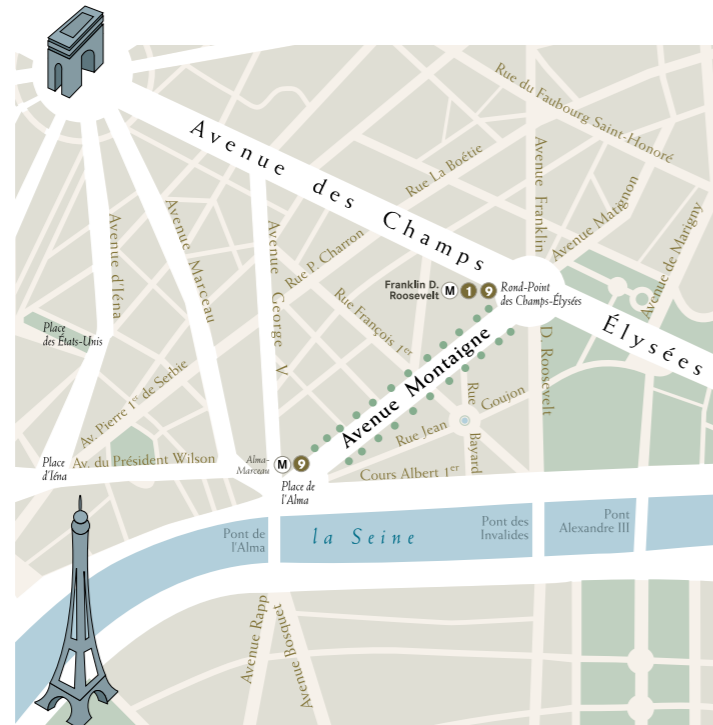 Rue du Faubourg Saint-Honoré
Avenue des Champs
Élysées
Rue La Boétie
Avenue Franklin
D. Roosevelt
Avenue Matignon
Avenue de Marigny
Avenue d'Iéna
Avenue Marceau
Avenue George V
Rue P. Charron
Rue François 1er
Franklin D.
Roosevelt
M 1 9
Rond-Point
des Champs-Élysées
Place
des États-Unis
Av. Pierre 1er de Serbie
Avenue Montaigne
Rue Jean Goujon
Rue Bayard
Place
d'Iéna
Av. du Président Wilson
Alma-
Marceau
M 9
Place de
l'Alma
Cours Albert 1er
Pont de
l'Alma
la Seine
Pont des
Invalides
Pont
Alexandre III
Avenue Rapp
Avenue Bosquet